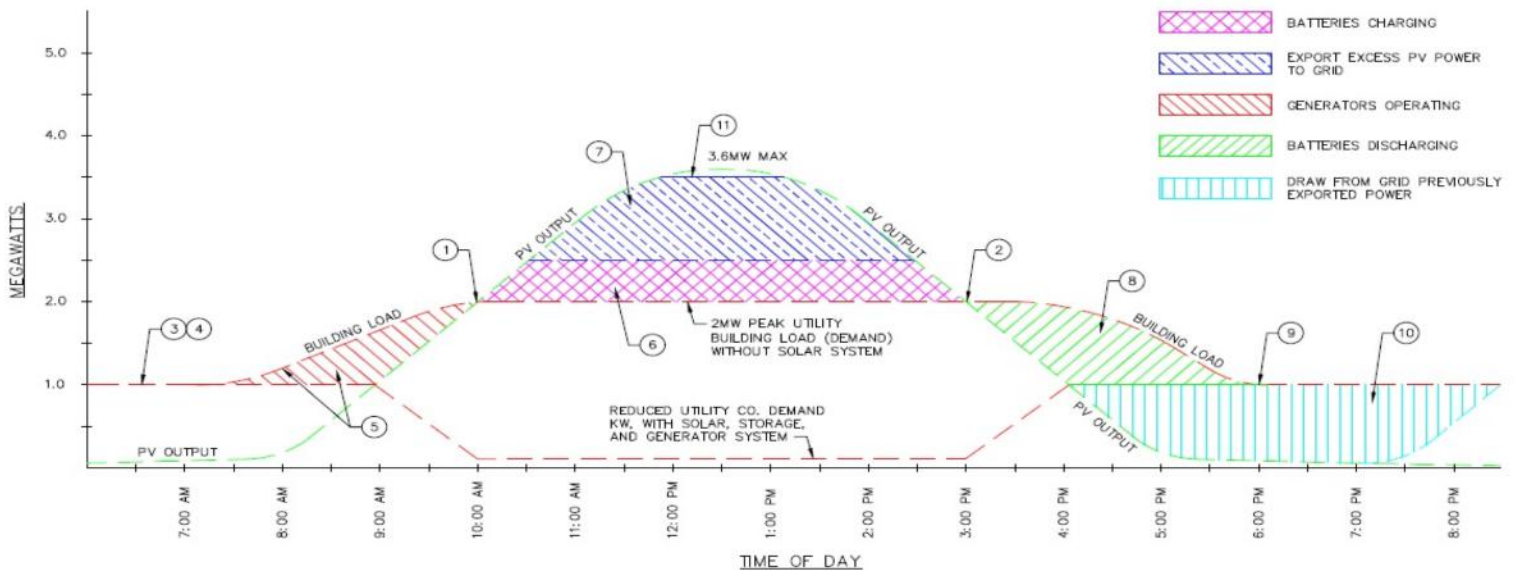 BATTERIES CHARGING
EXPORT EXCESS PV POWER
TO GRID
GENERATORS OPERATING
BATTERIES DISCHARGING
DRAW FROM GRID PREVIOUSLY
EXPORTED POWER
MEGAWATTS
5.0
4.0
3.0
2.0
1.0
11
7
3.6MW MAX
PV OUTPUT
PV OUTPUT
1
2
8
3 4
BUILDING LOAD
6
2MW PEAK UTILITY
BUILDING LOAD (DEMAND)
WITHOUT SOLAR SYSTEM
BUILDING LOAD
9
10
5
REDUCED UTILITY CO. DEMAND
KW, WITH SOLAR, STORAGE,
AND GENERATOR SYSTEM
PV OUTPUT
PV OUTPUT
7:00 AM
8:00 AM
9:00 AM
10:00 AM
11:00 AM
12:00 PM
1:00 PM
2:00 PM
3:00 PM
4:00 PM
5:00 PM
6:00 PM
7:00 PM
8:00 PM
TIME OF DAY